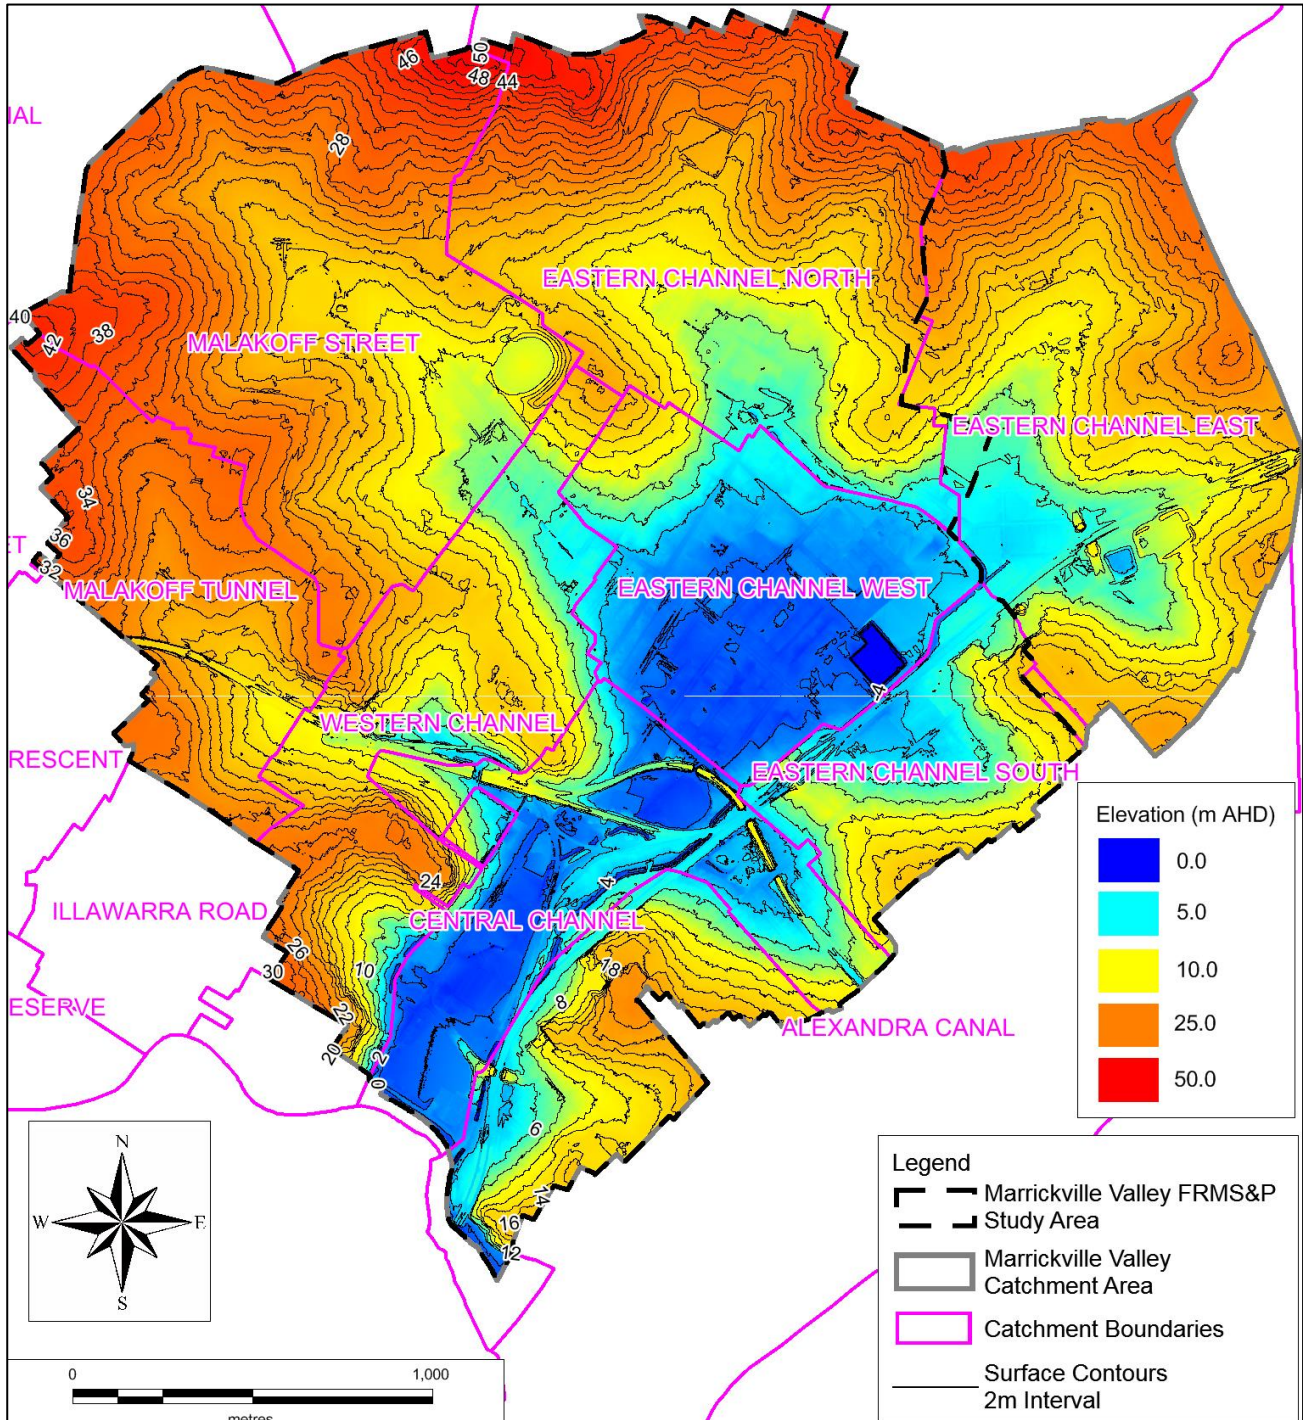 50
46
48
44
IAL
28
EASTERN CHANNEL NORTH
40
38
42
MALAKOFF STREET
EASTERN CHANNEL EAST
34
36
ET
32
MALAKOFF TUNNEL
EASTERN CHANNEL WEST
-4
WESTERN CHANNEL
RESCENT
EASTERN CHANNEL SOUTH
Elevation (m AHD)
0.0
5.0
10.0
25.0
50.0
24
4
ILLAWARRA ROAD
CENTRAL CHANNEL
26
30
10
18
8
ESERVE
22
ALEXANDRA CANAL
20
2
0
6
14
16
12
N
W
E
S
Legend
Marrickville Valley FRMS&P
Study Area
Marrickville Valley
Catchment Area
Catchment Boundaries
Surface Contours
2m Interval
0
1,000
metres